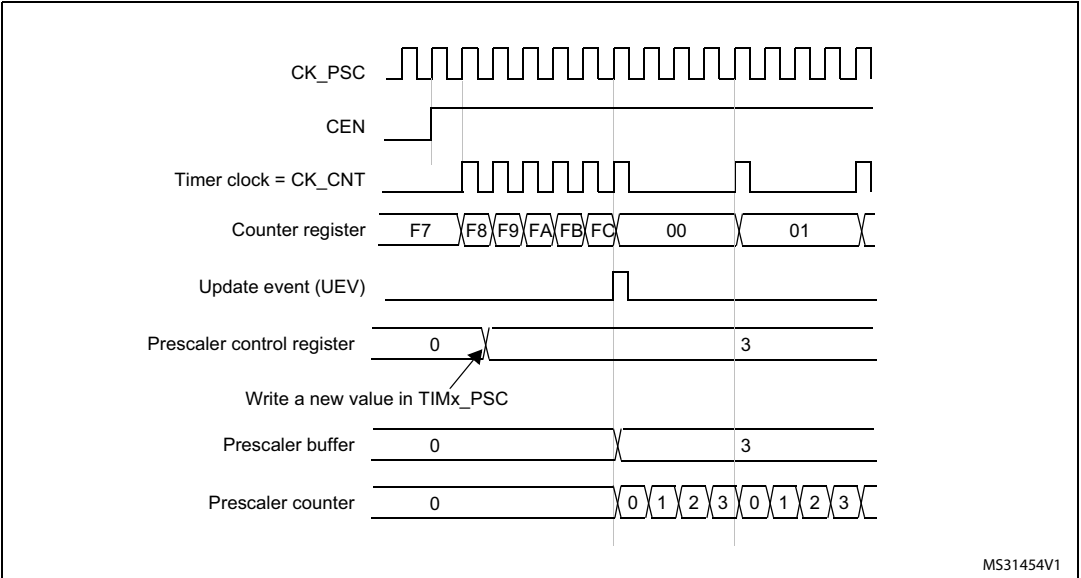 CK_PSC
CEN
Timer clock = CK_CNT
Counter register F7 F8 F9 FA FB FC 00 01
Update event (UEV)
Prescaler control register 0 3
Write a new value in TIMx_PSC
Prescaler buffer 0 3
Prescaler counter 0 0 1 2 3 0 1 2 3
MS31454V1